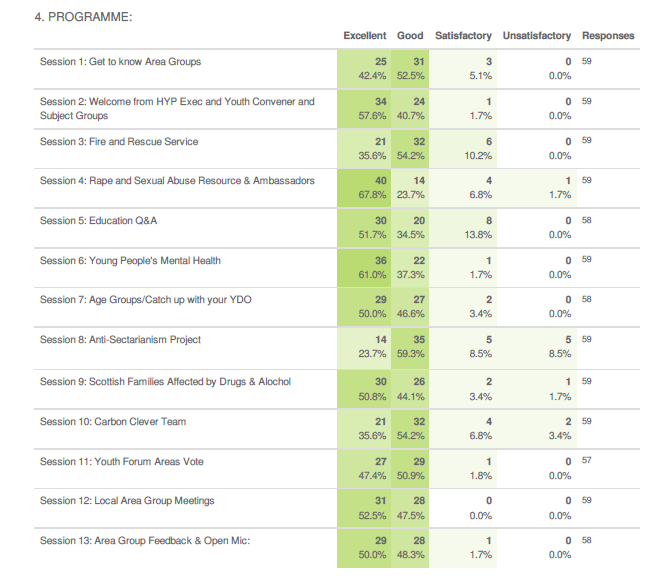 4. PROGRAMME:
Excellent Good Satisfactory Unsatisfactory Responses
Session 1: Get to know Area Groups 25 31 3 0 59
42.4% 52.5% 5.1% 0.0%
Session 2: Welcome from HYP Exec and Youth Convener and 34 24 1 0 59
Subject Groups 57.6% 40.7% 1.7% 0.0%
Session 3: Fire and Rescue Service 21 32 6 0 59
35.6% 54.2% 10.2% 0.0%
Session 4: Rape and Sexual Abuse Resource & Ambassadors 40 14 4 1 59
67.8% 23.7% 6.8% 1.7%
Session 5: Education Q&A 30 20 8 0 58
51.7% 34.5% 13.8% 0.0%
Session 6: Young People's Mental Health 36 22 1 0 59
61.0% 37.3% 1.7% 0.0%
Session 7: Age Groups/Catch up with your YDO 29 27 2 0 58
50.0% 46.6% 3.4% 0.0%
Session 8: Anti-Sectarianism Project 14 35 5 5 59
23.7% 59.3% 8.5% 8.5%
Session 9: Scottish Families Affected by Drugs & Alochol 30 26 2 1 59
50.8% 44.1% 3.4% 1.7%
Session 10: Carbon Clever Team 21 32 4 2 59
35.6% 54.2% 6.8% 3.4%
Session 11: Youth Forum Areas Vote 27 29 1 0 57
47.4% 50.9% 1.8% 0.0%
Session 12: Local Area Group Meetings 31 28 0 0 59
52.5% 47.5% 0.0% 0.0%
Session 13: Area Group Feedback & Open Mic: 29 28 1 0 58
50.0% 48.3% 1.7% 0.0%